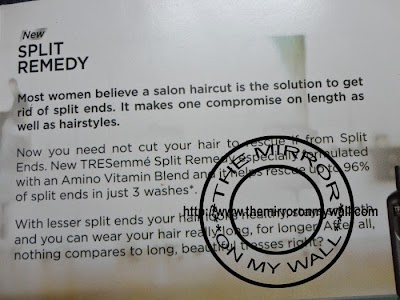 New
SPLIT
REMEDY
Most women believe a salon haircut is the solution to get
rid of split ends. It makes one compromise on length as
well as hairstyles.
Now you need not cut your hair to rescue it from Split
Ends. New TRESemmé Split Remedy especially formulated
with an Amino Vitamin Blend and it helps rescue up to 96%
of split ends in just 3 washes*.
With lesser split ends your
and you can wear your hair really long, for longer. After all,
nothing compares to long, beautiful tresses right?
THE MIRROR
ON MY WALL
http://www.themirroronmywall.com